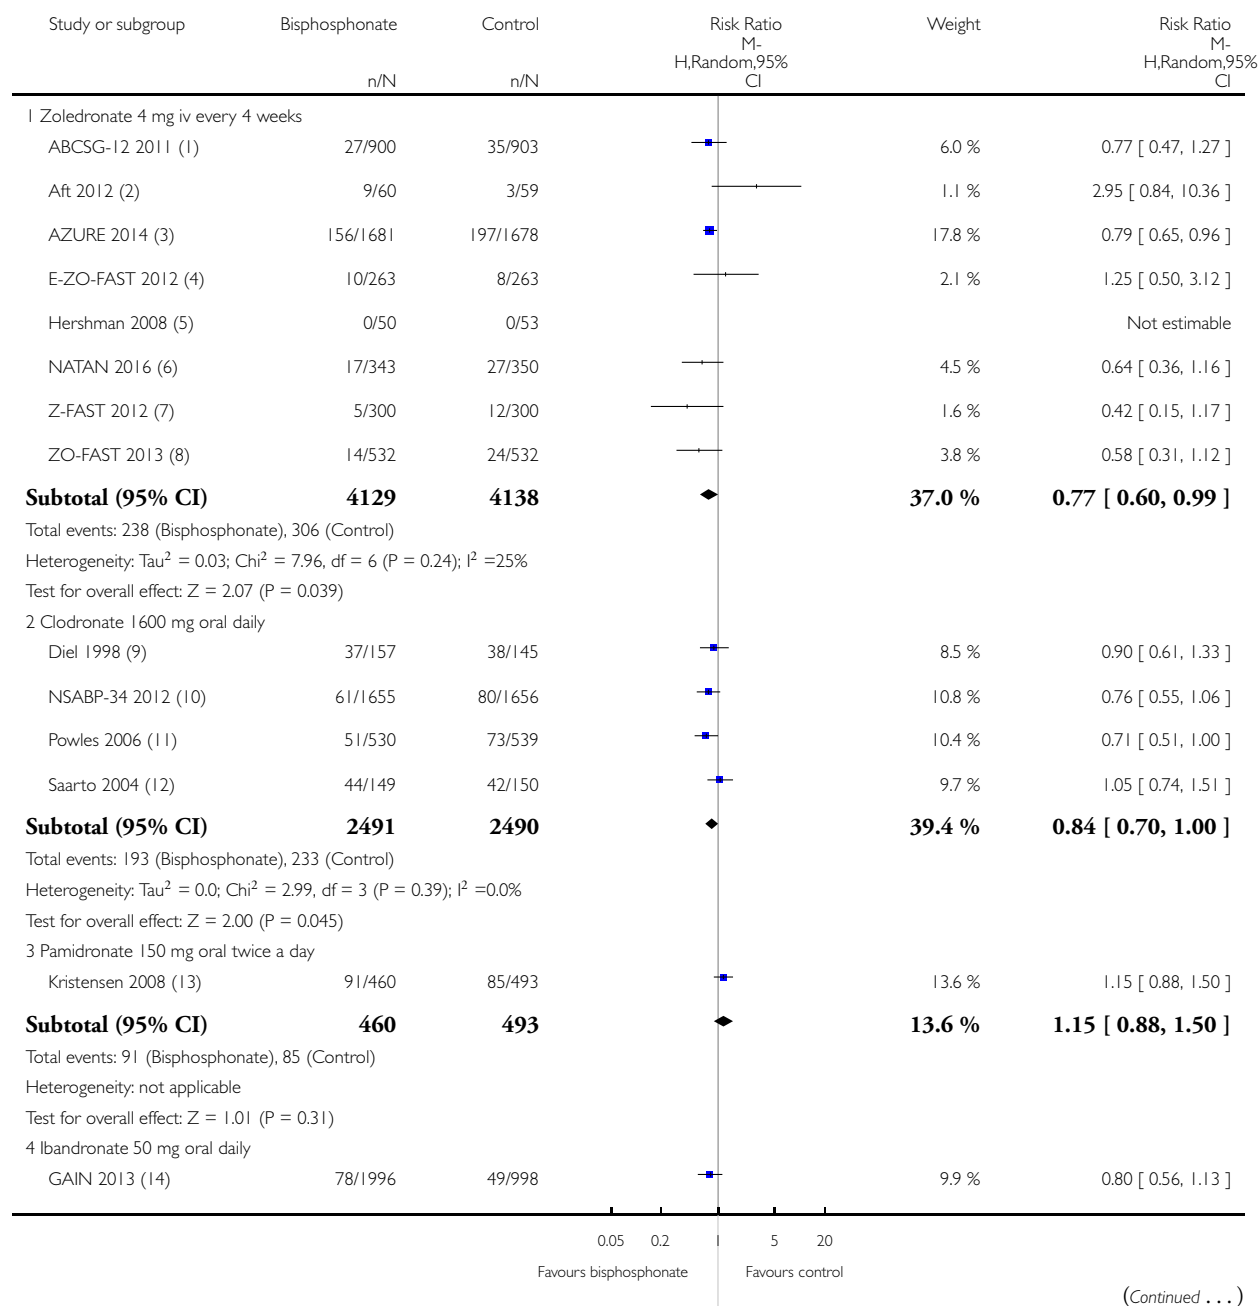 Study or subgroup Bisphosphonate Control Risk Ratio Weight Risk Ratio
M-H,Random,95% CI M-H,Random,95% CI
n/N n/N
1 Zoledronate 4 mg iv every 4 weeks
ABCSG-12 2011 (1) 27/900 35/903 6.0 % 0.77 [ 0.47, 1.27 ]
Aft 2012 (2) 9/60 3/59 1.1 % 2.95 [ 0.84, 10.36 ]
AZURE 2014 (3) 156/1681 197/1678 17.8 % 0.79 [ 0.65, 0.96 ]
E-ZO-FAST 2012 (4) 10/263 8/263 2.1 % 1.25 [ 0.50, 3.12 ]
Hershman 2008 (5) 0/50 0/53 Not estimable
NATAN 2016 (6) 17/343 27/350 4.5 % 0.64 [ 0.36, 1.16 ]
Z-FAST 2012 (7) 5/300 12/300 1.6 % 0.42 [ 0.15, 1.17 ]
ZO-FAST 2013 (8) 14/532 24/532 3.8 % 0.58 [ 0.31, 1.12 ]
Subtotal (95% CI) 4129 4138 37.0 % 0.77 [ 0.60, 0.99 ]
Total events: 238 (Bisphosphonate), 306 (Control)
Heterogeneity: Tau² = 0.03; Chi² = 7.96, df = 6 (P = 0.24); I² =25%
Test for overall effect: Z = 2.07 (P = 0.039)
2 Clodronate 1600 mg oral daily
Diel 1998 (9) 37/157 38/145 8.5 % 0.90 [ 0.61, 1.33 ]
NSABP-34 2012 (10) 61/1655 80/1656 10.8 % 0.76 [ 0.55, 1.06 ]
Powles 2006 (11) 51/530 73/539 10.4 % 0.71 [ 0.51, 1.00 ]
Saarto 2004 (12) 44/149 42/150 9.7 % 1.05 [ 0.74, 1.51 ]
Subtotal (95% CI) 2491 2490 39.4 % 0.84 [ 0.70, 1.00 ]
Total events: 193 (Bisphosphonate), 233 (Control)
Heterogeneity: Tau² = 0.0; Chi² = 2.99, df = 3 (P = 0.39); I² =0.0%
Test for overall effect: Z = 2.00 (P = 0.045)
3 Pamidronate 150 mg oral twice a day
Kristensen 2008 (13) 91/460 85/493 13.6 % 1.15 [ 0.88, 1.50 ]
Subtotal (95% CI) 460 493 13.6 % 1.15 [ 0.88, 1.50 ]
Total events: 91 (Bisphosphonate), 85 (Control)
Heterogeneity: not applicable
Test for overall effect: Z = 1.01 (P = 0.31)
4 Ibandronate 50 mg oral daily
GAIN 2013 (14) 78/1996 49/998 9.9 % 0.80 [ 0.56, 1.13 ]
0.05 0.2 1 5 20
Favours bisphosphonate Favours control
(Continued . . . )